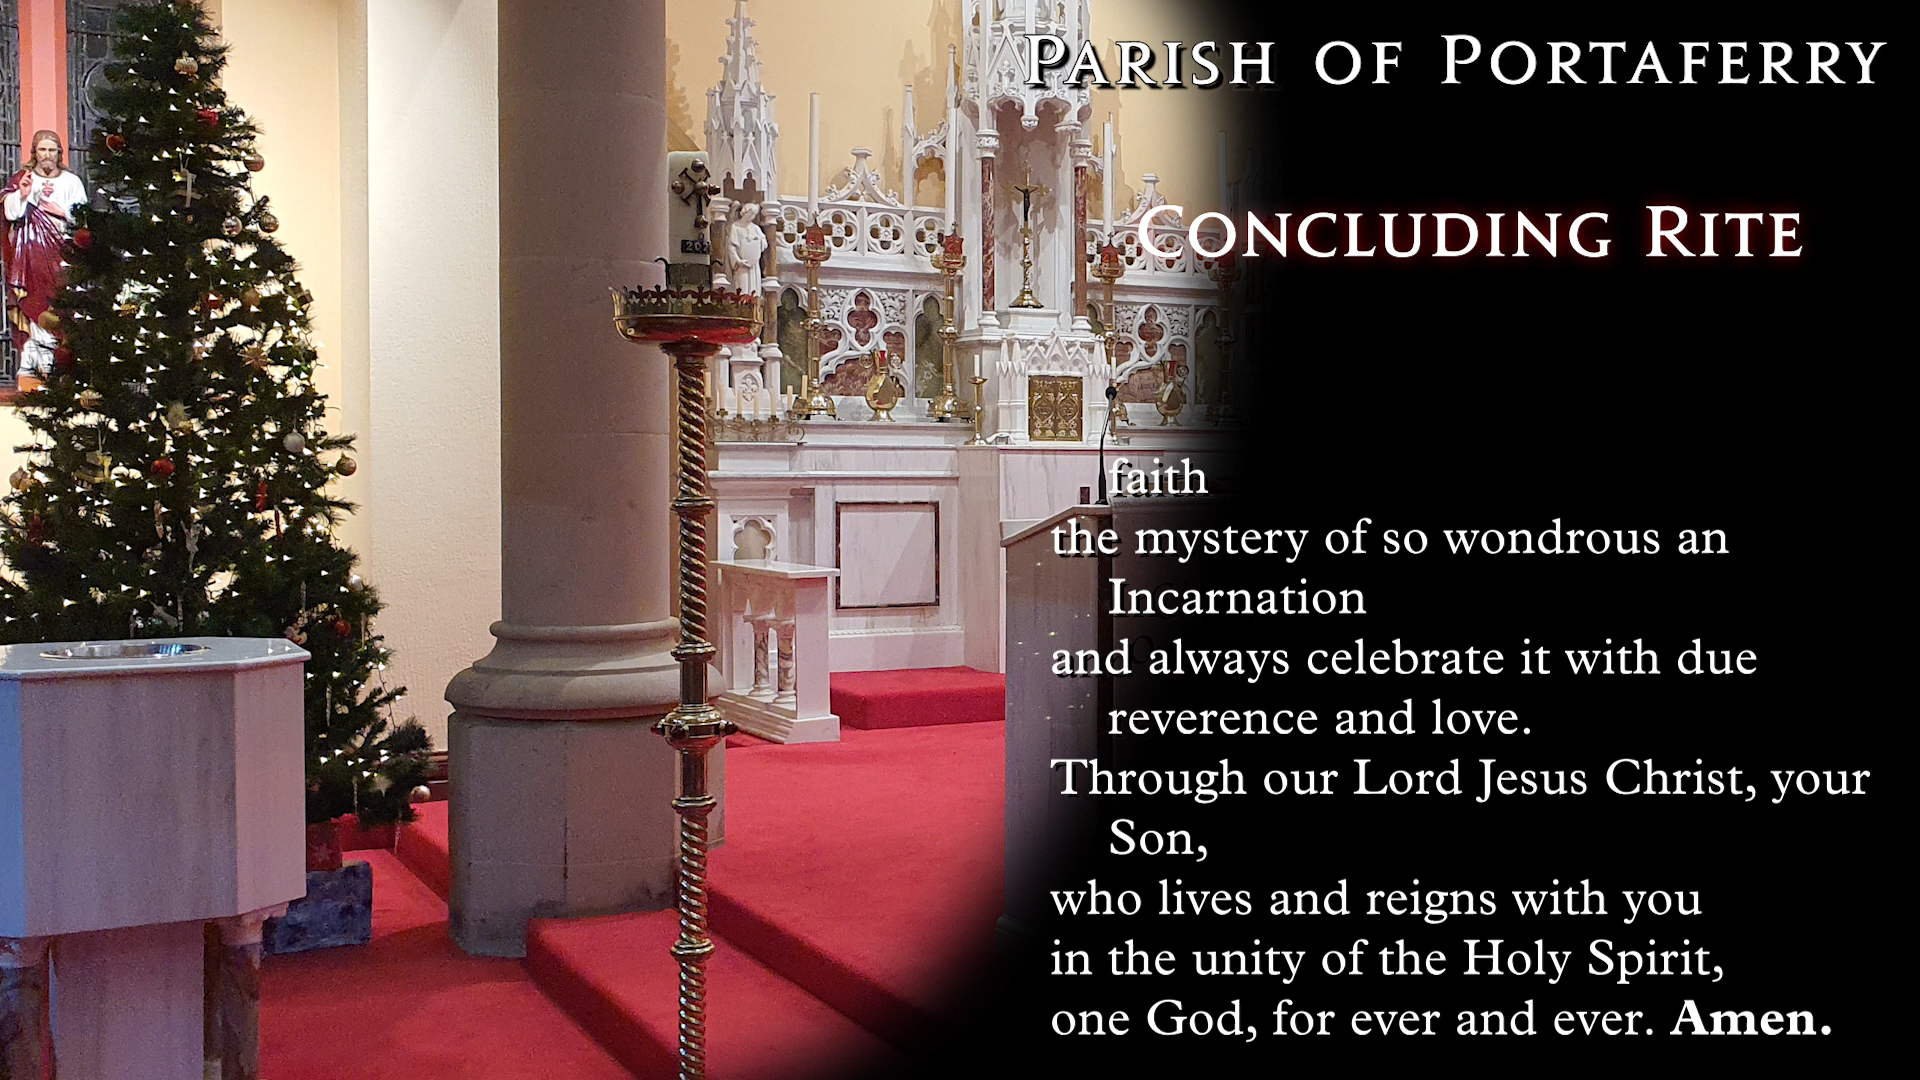 PARISH OF PORTAFERRY
CONCLUDING RITE
faith
the mystery of so wondrous an
Incarnation
and always celebrate it with due
reverence and love.
Through our Lord Jesus Christ, your
Son,
who lives and reigns with you
in the unity of the Holy Spirit,
one God, for ever and ever. Amen.